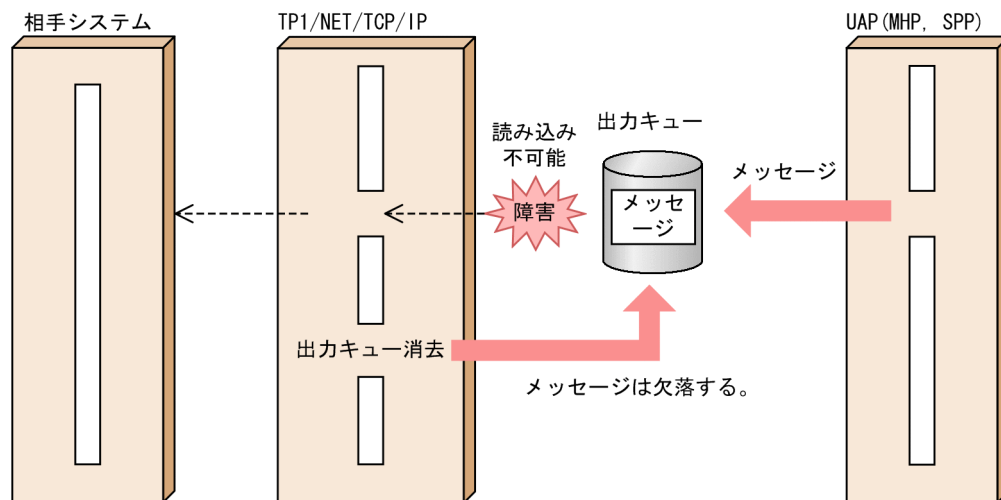 相手システム
TP1/NET/TCP/IP
UAP(MHP, SPP)
読み込み
不可能
出力キュー
メッセージ
障害
メッセ
ージ
出力キュー消去
メッセージは欠落する。